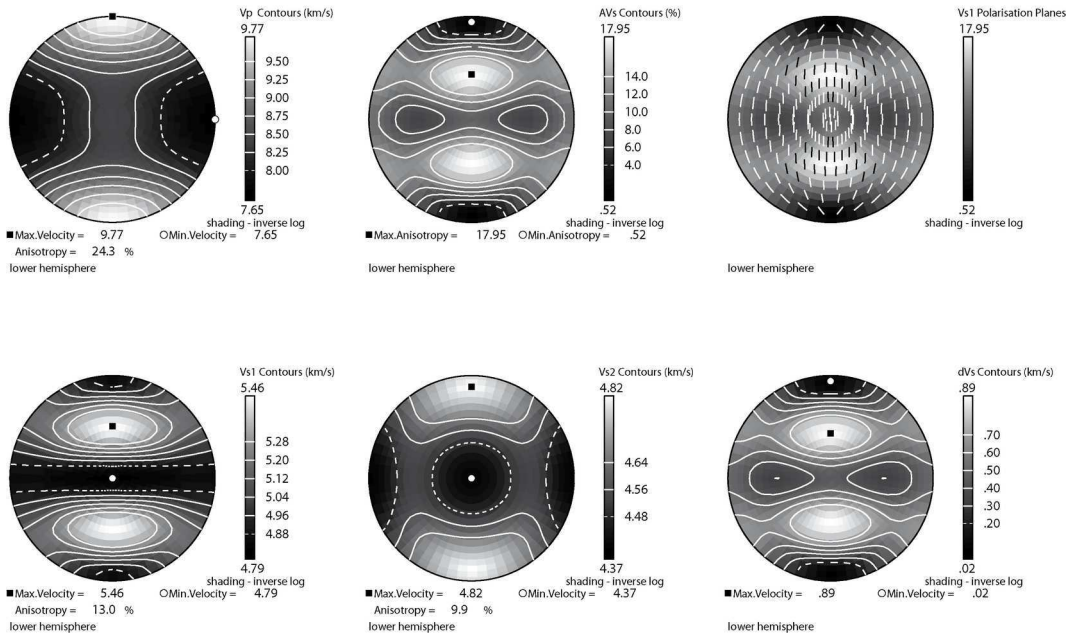 Vp Contours (km/s)
9.77
9.50
9.25
9.00
8.75
8.50
8.25
8.00
7.65
shading - inverse log
Max.Velocity = 9.77 Min.Velocity = 7.65
Anisotropy = 24.3 %
lower hemisphere
AVs Contours (%)
17.95
14.0
12.0
10.0
8.0
6.0
4.0
.52
shading - inverse log
Max.Anisotropy = 17.95 Min.Anisotropy = .52
lower hemisphere
Vs1 Polarisation Planes
17.95
.52
shading - inverse log
lower hemisphere
Vs1 Contours (km/s)
5.46
5.28
5.20
5.12
5.04
4.96
4.88
4.79
shading - inverse log
Max.Velocity = 5.46 Min.Velocity = 4.79
Anisotropy = 13.0 %
lower hemisphere
Vs2 Contours (km/s)
4.82
4.64
4.56
4.48
4.37
shading - inverse log
Max.Velocity = 4.82 Min.Velocity = 4.37
Anisotropy = 9.9 %
lower hemisphere
dVs Contours (km/s)
.89
.70
.60
.50
.40
.30
.20
.02
shading - inverse log
Max.Velocity = .89 Min.Velocity = .02
lower hemisphere